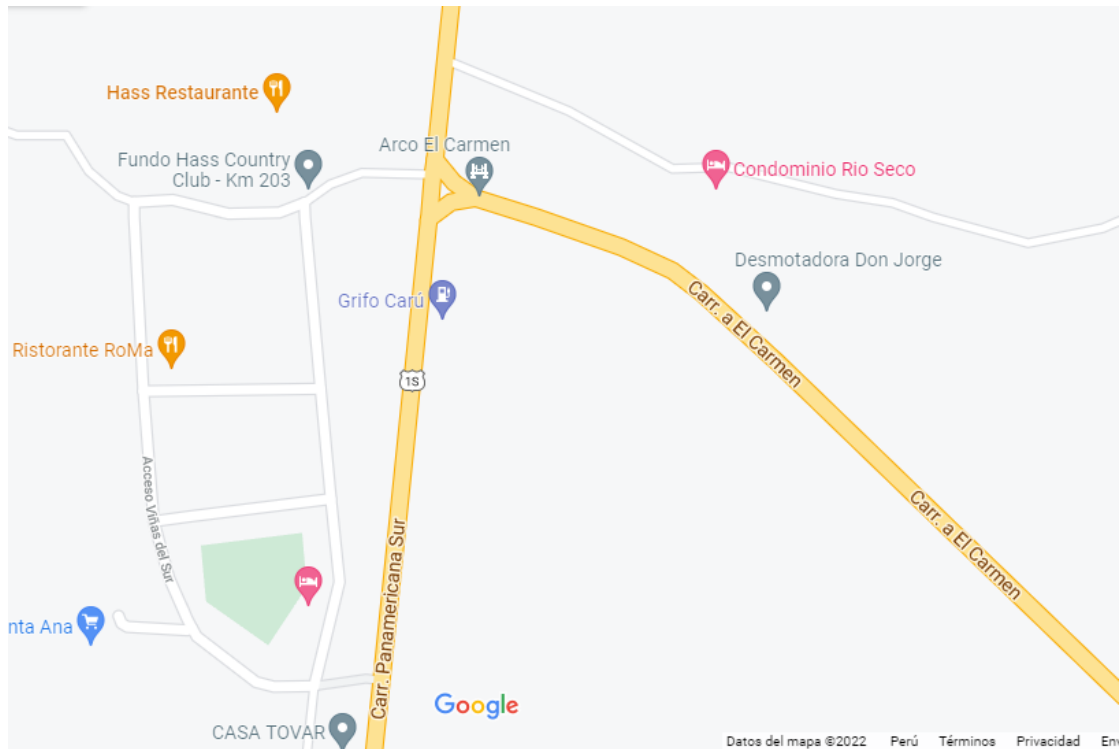 Hass Restaurante
Arco El Carmen
Fundo Hass Country
Club - Km 203
Condominio Rio Seco
Desmotadora Don Jorge
Grifo Carú
Carr. a El Carmen
Ristorante RoMa
1S
Acceso Viñas del Sur
Carr. a El Carmen
Carr. Panamericana Sur
nta Ana
Google
CASA TOVAR
Datos del mapa ©2022 Perú Términos Privacidad En